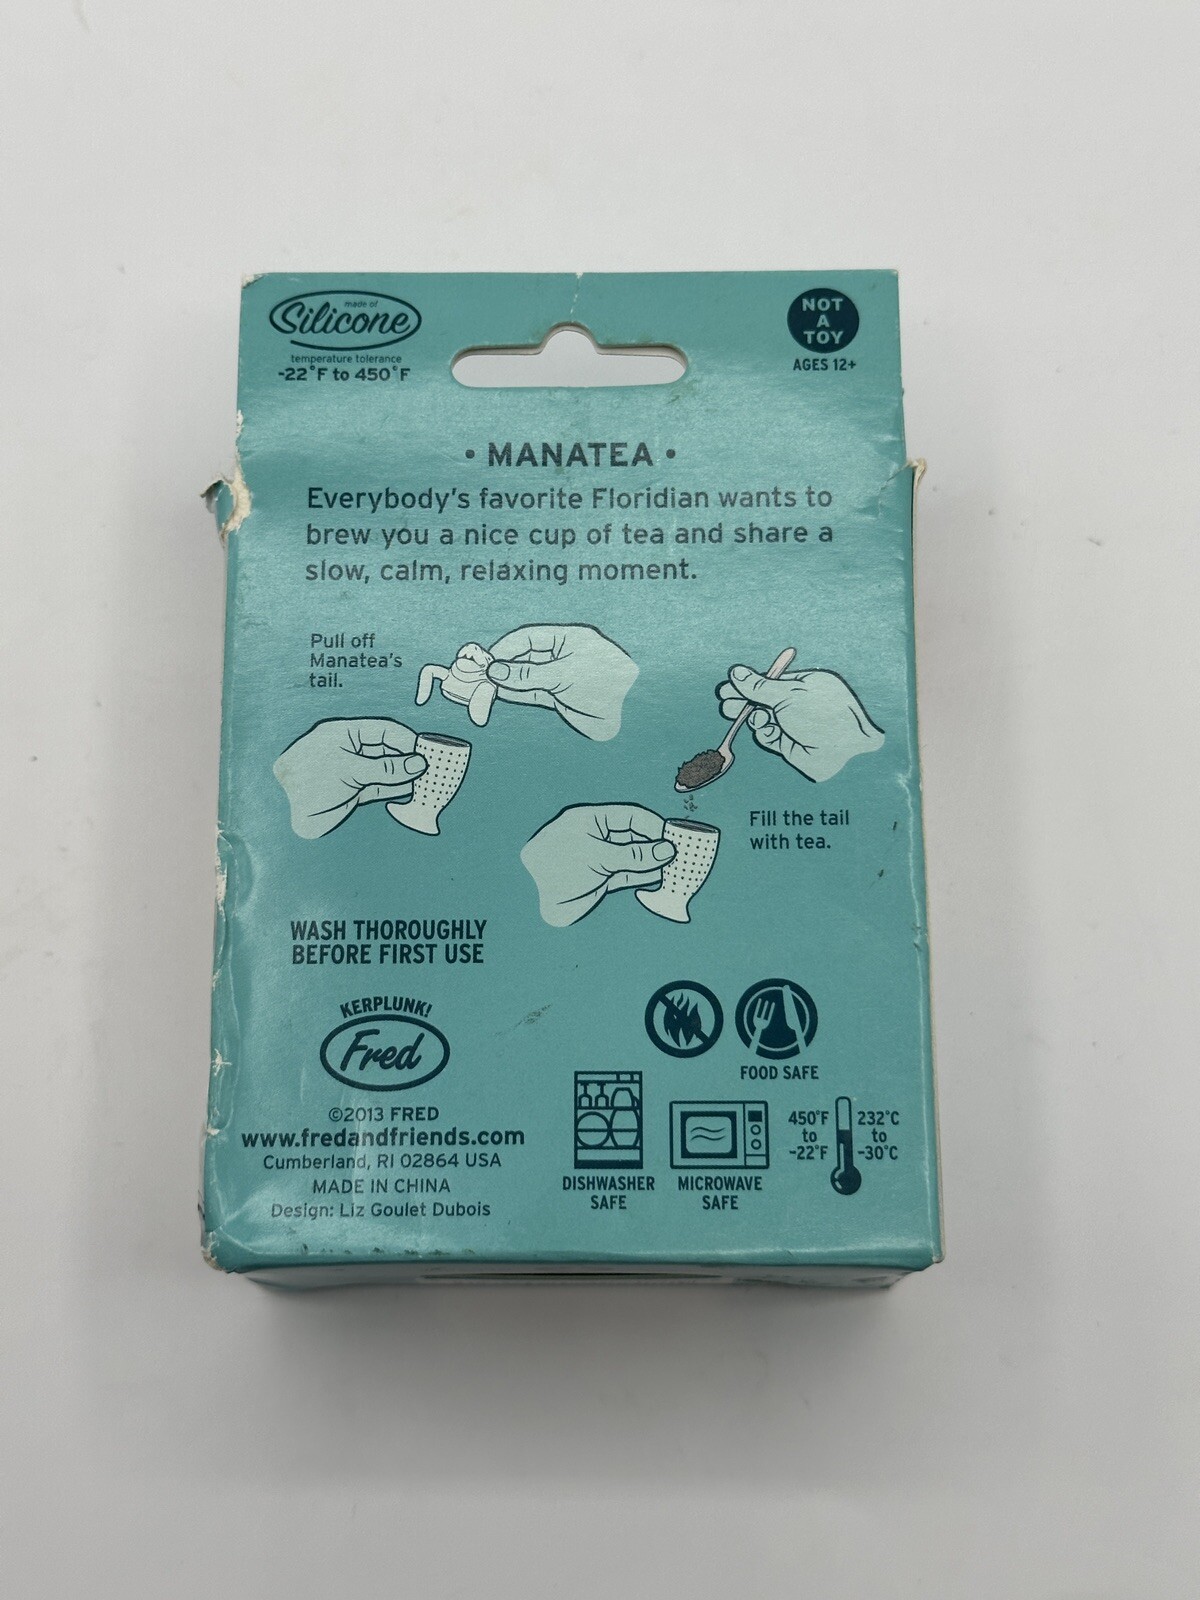 made of
Silicone
temperature tolerance
-22°F to 450°F
NOT
A
TOY
AGES 12+
• MANATEA •
Everybody's favorite Floridian wants to
brew you a nice cup of tea and share a
slow, calm, relaxing moment.
Pull off
Manatea's
tail.
Fill the tail
with tea.
WASH THOROUGHLY
BEFORE FIRST USE
KERPLUNK!
Fred
©2013 FRED
www.fredandfriends.com
Cumberland, RI 02864 USA
MADE IN CHINA
Design: Liz Goulet Dubois
FOOD SAFE
DISHWASHER
SAFE
MICROWAVE
SAFE
450°F
to
-22°F
232°C
to
-30°C